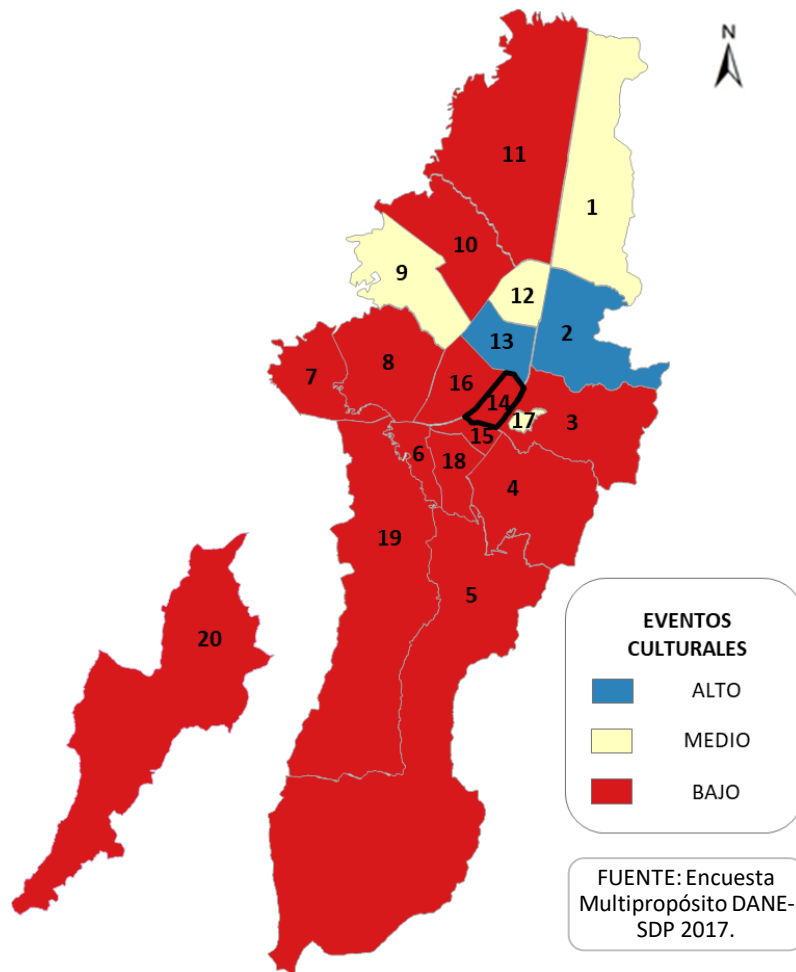 N
11
1
10
9
12
2
13
7
8
16
14
17
3
15
6
18
4
19
5
20
EVENTOS
CULTURALES
ALTO
MEDIO
BAJO
FUENTE: Encuesta
Multipropósito DANE-
SDP 2017.